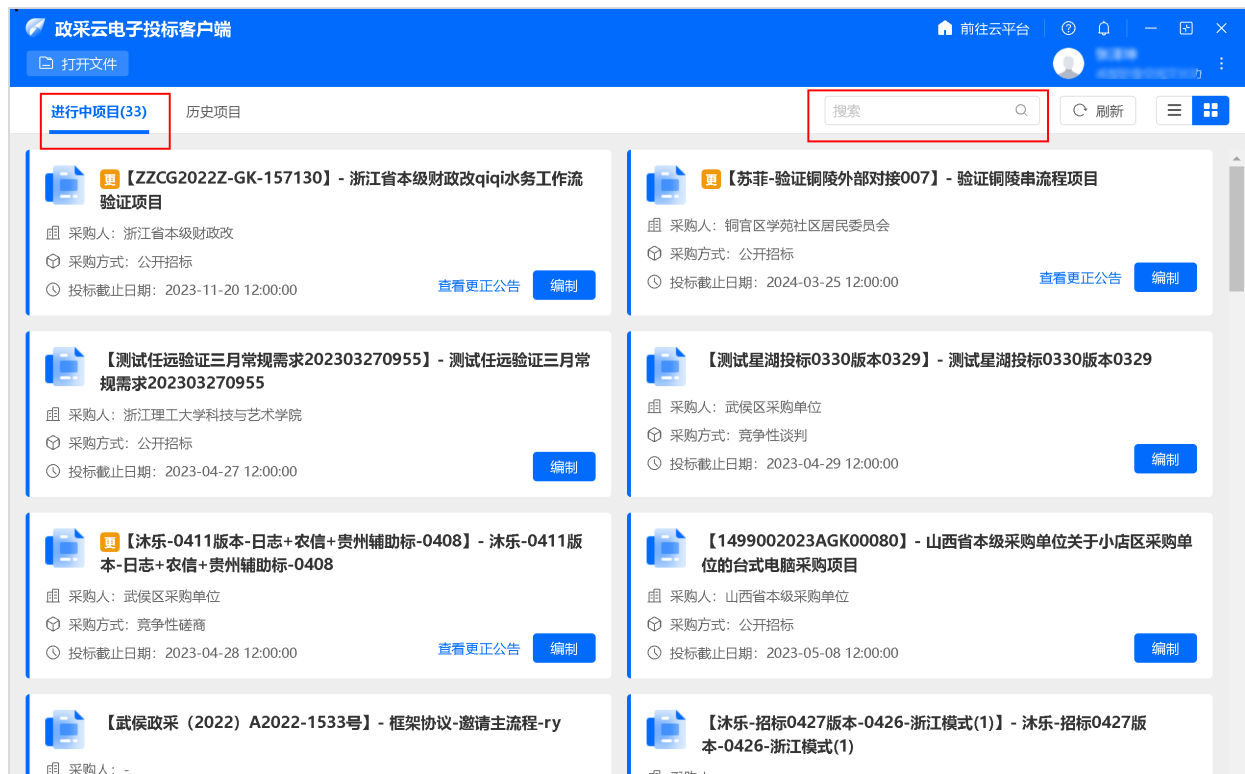 政采云电子投标客户端
前往云平台
打开文件
进行中项目(33)
历史项目
搜索
刷新
更【ZZCG2022Z-GK-157130】- 浙江省本级财政改qiqi水务工作流
验证项目
采购人：浙江省本级财政改
采购方式：公开招标
投标截止日期：2023-11-20 12:00:00
查看更正公告
编制
更【苏菲-验证铜陵外部对接007】- 验证铜陵串流程项目
采购人：铜官区学苑社区居民委员会
采购方式：公开招标
投标截止日期：2024-03-25 12:00:00
查看更正公告
编制
【测试任远验证三月常规需求202303270955】- 测试任远验证三月常
规需求202303270955
采购人：浙江理工大学科技与艺术学院
采购方式：公开招标
投标截止日期：2023-04-27 12:00:00
编制
【测试星湖投标0330版本0329】- 测试星湖投标0330版本0329
采购人：武侯区采购单位
采购方式：竞争性谈判
投标截止日期：2023-04-29 12:00:00
编制
更【沐乐-0411版本-日志+农信+贵州辅助标-0408】- 沐乐-0411版
本-日志+农信+贵州辅助标-0408
采购人：武侯区采购单位
采购方式：竞争性磋商
投标截止日期：2023-04-28 12:00:00
查看更正公告
编制
【1499002023AGK00080】- 山西省本级采购单位关于小店区采购单
位的台式电脑采购项目
采购人：山西省本级采购单位
采购方式：公开招标
投标截止日期：2023-05-08 12:00:00
编制
【武侯政采（2022）A2022-1533号】- 框架协议-邀请主流程-ry
采购人：-
【沐乐-招标0427版本-0426-浙江模式(1)】- 沐乐-招标0427版
本-0426-浙江模式(1)